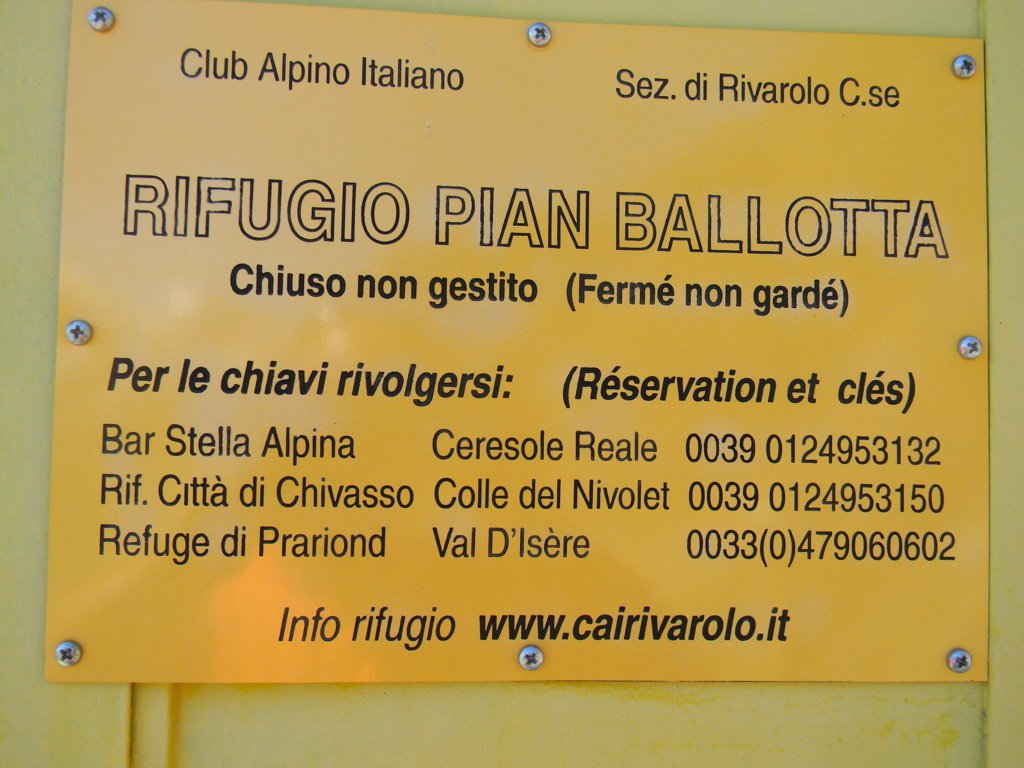 Club Alpino Italiano Sez. di Rivarolo C.se
RIFUGIO PIAN BALLOTTA
Chiuso non gestito (Fermé non gardé)
Per le chiavi rivolgersi: (Réservation et clés)
Bar Stella Alpina Ceresole Reale 0039 0124953132
Rif. Città di Chivasso Colle del Nivolet 0039 0124953150
Refuge di Prariond Val D'Isère 0033(0)479060602
Info rifugio www.cairivarolo.it